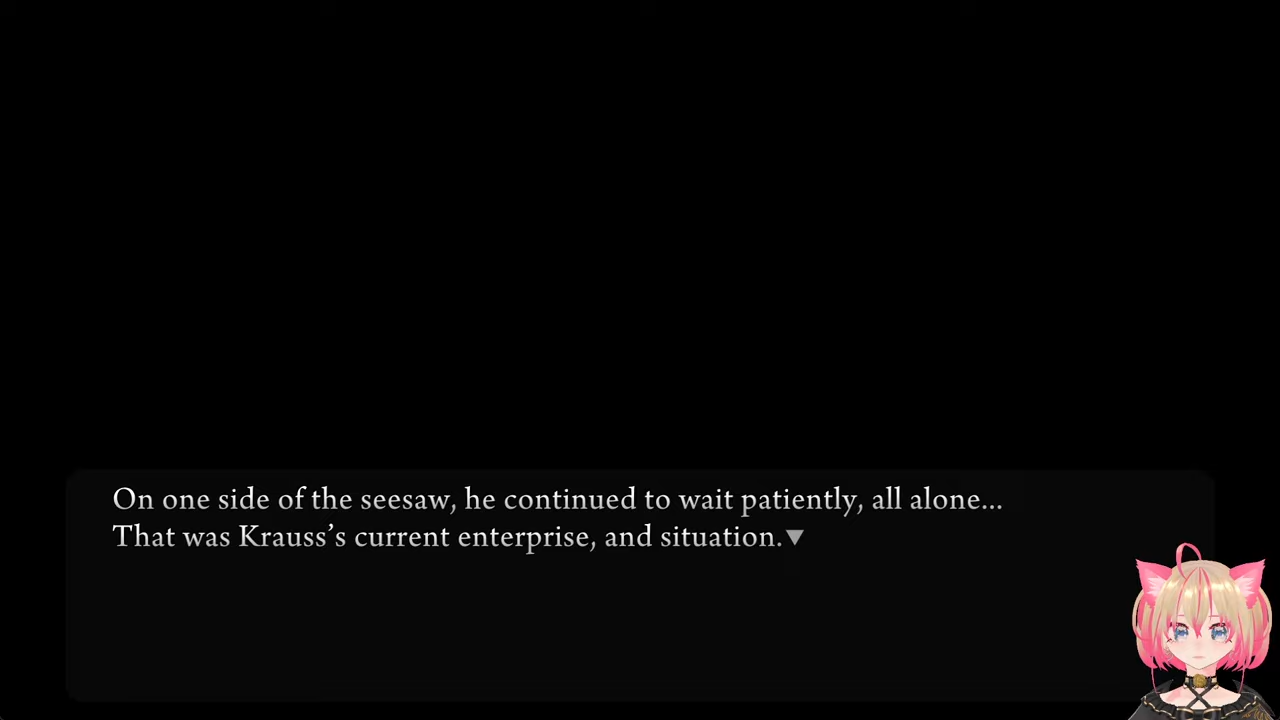 On one side of the seesaw, he continued to wait patiently, all alone...
That was Krauss’s current enterprise, and situation.▼